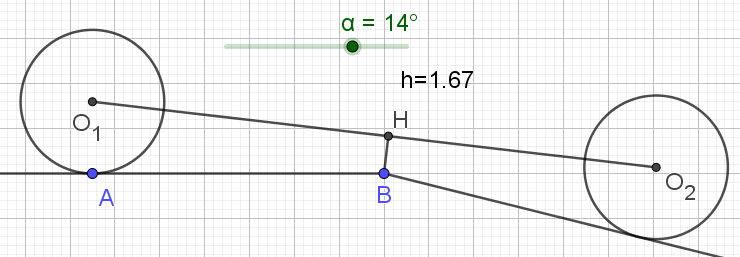 α = 14°
h=1.67
O₁
H
A
B
O₂